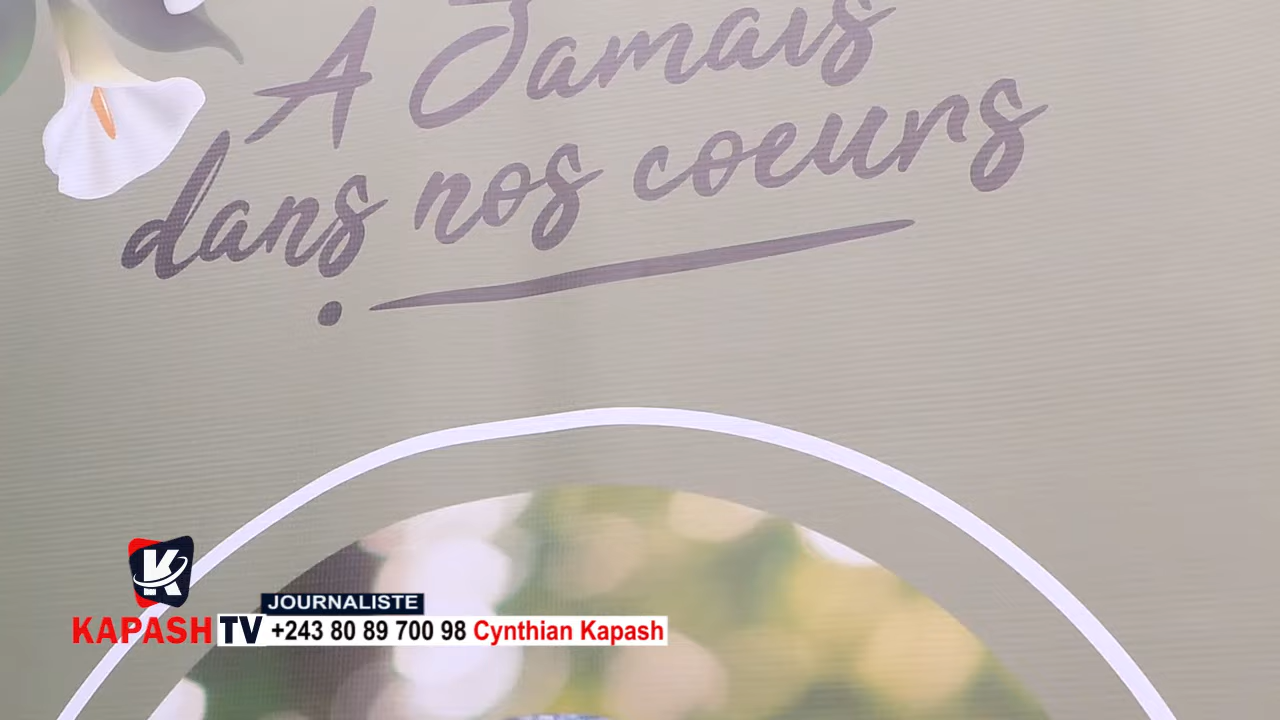 A Jamais
dans nos coeurs
K
JOURNALISTE
KAPASH TV +243 80 89 700 98 Cynthian Kapash